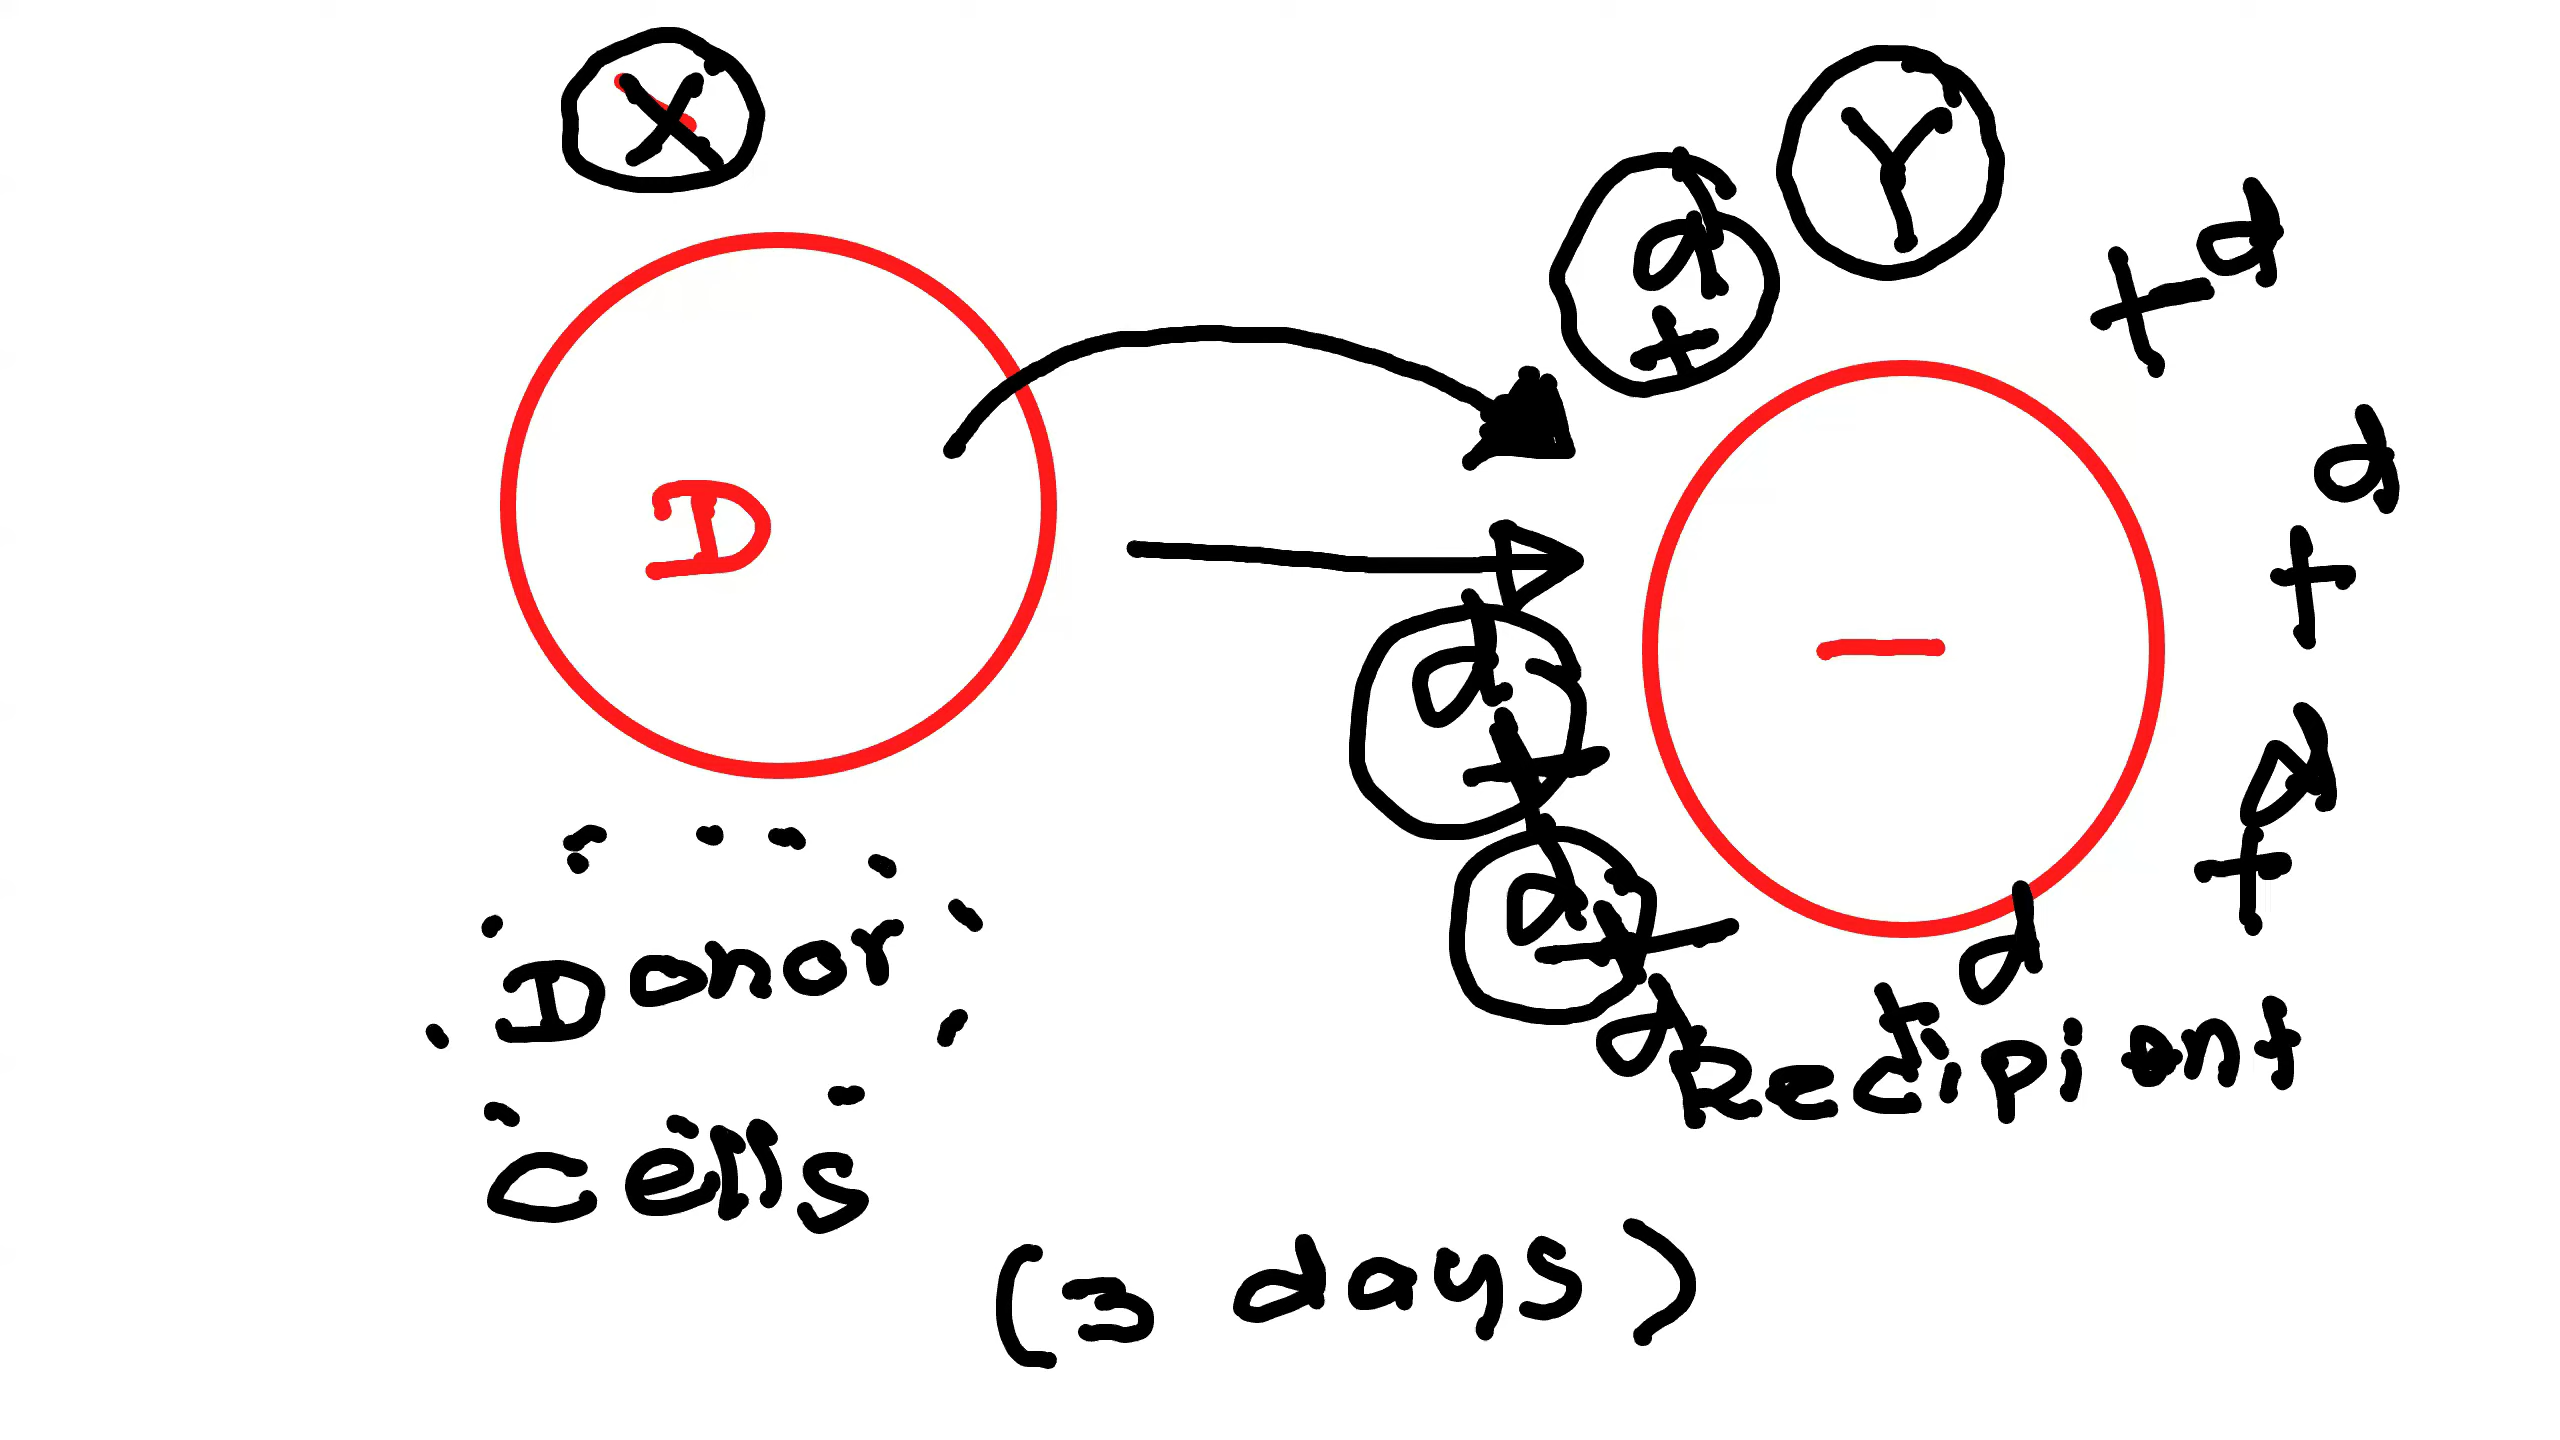 X
Y
d
+
+ d
D
d
+
-
d
+
d
+
d
+
d
+
d
+
d
Donor
Recipient
cells
(3 days)